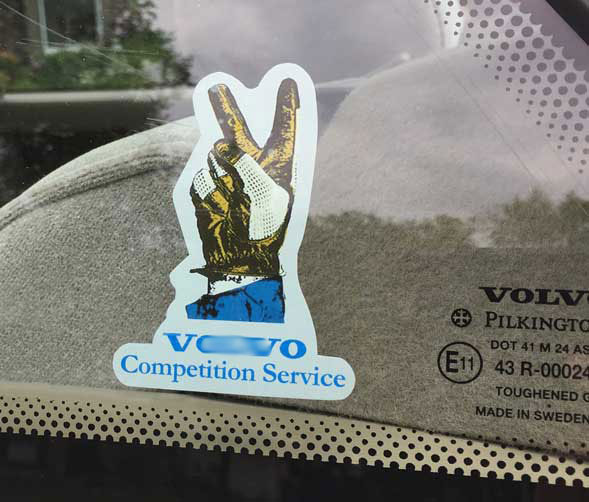 Competition Service
VOLV
PILKINGTO
DOT 41 M 24 AS
E11 43 R-00024
TOUGHENED G
MADE IN SWEDEN